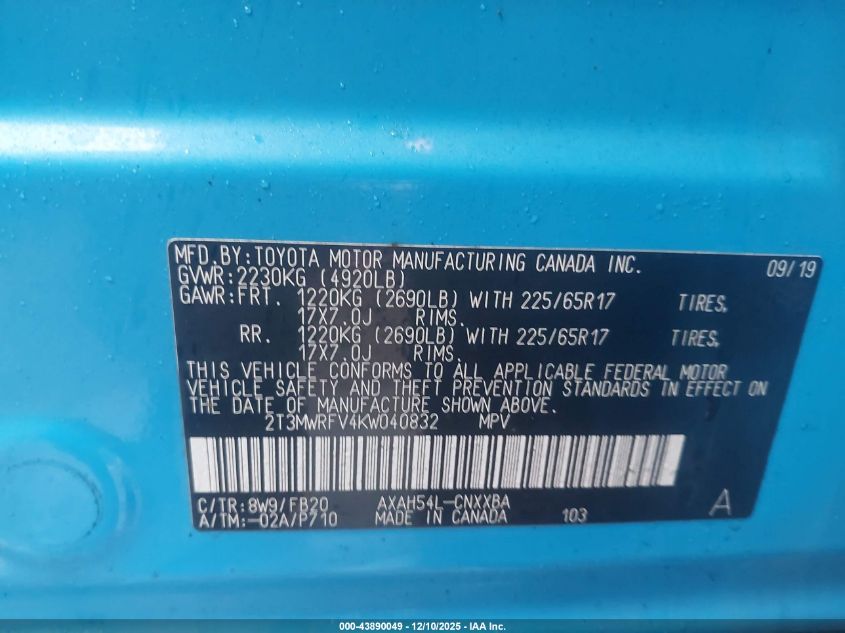 MFD.BY:TOYOTA MOTOR MANUFACTURING CANADA INC. 09/19
GVWR:2230KG (4920LB)
GAWR:FRT. 1220KG (2690LB) WITH 225/65R17 TIRES,
17X7.0J RIMS.
RR. 1220KG (2690LB) WITH 225/65R17 TIRES,
17X7.0J RIMS.
THIS VEHICLE CONFORMS TO ALL APPLICABLE FEDERAL MOTOR
VEHICLE SAFETY AND THEFT PREVENTION STANDARDS IN EFFECT ON
THE DATE OF MANUFACTURE SHOWN ABOVE.
2T3MWRFV4KW040832 MPV
C/TR:8W9/FB20 AXAH54L-CNXXBA A
A/TM:-02A/P710 MADE IN CANADA 103
000-43890049 - 12/10/2025 - IAA Inc.